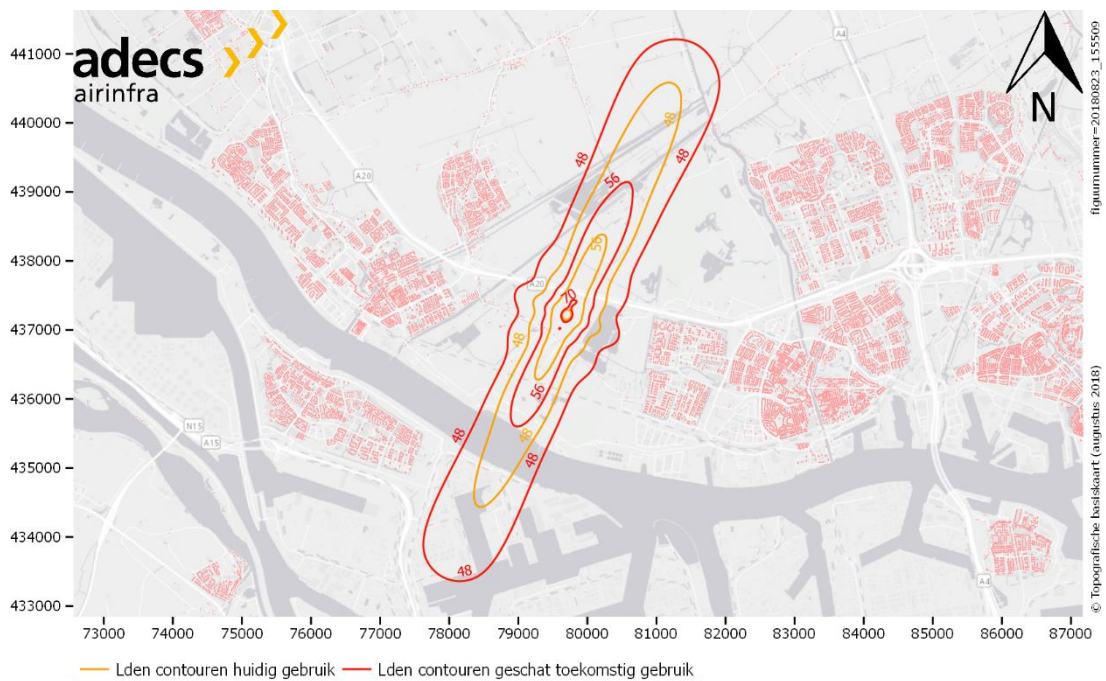 adecs
airinfra
N
441000
440000
439000
438000
437000
436000
435000
434000
433000
A4
A20
A20
N15
A15
A4
48
48
48
56
56
70
48
56
48
48
48
48
73000 74000 75000 76000 77000 78000 79000 80000 81000 82000 83000 84000 85000 86000 87000
figuurnummer=20180823_155509
© Topografische basiskaart (augustus 2018)
Lden contouren huidig gebruik Lden contouren geschat toekomstig gebruik